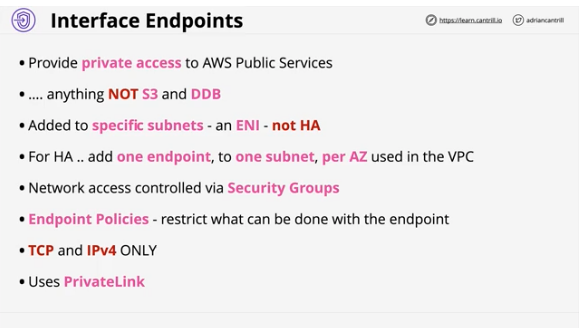 Interface Endpoints
https://learn.cantrill.io
adriancantrill
• Provide private access to AWS Public Services
• .... anything NOT S3 and DDB
• Added to specific subnets - an ENI - not HA
• For HA .. add one endpoint, to one subnet, per AZ used in the VPC
• Network access controlled via Security Groups
• Endpoint Policies - restrict what can be done with the endpoint
• TCP and IPv4 ONLY
• Uses PrivateLink